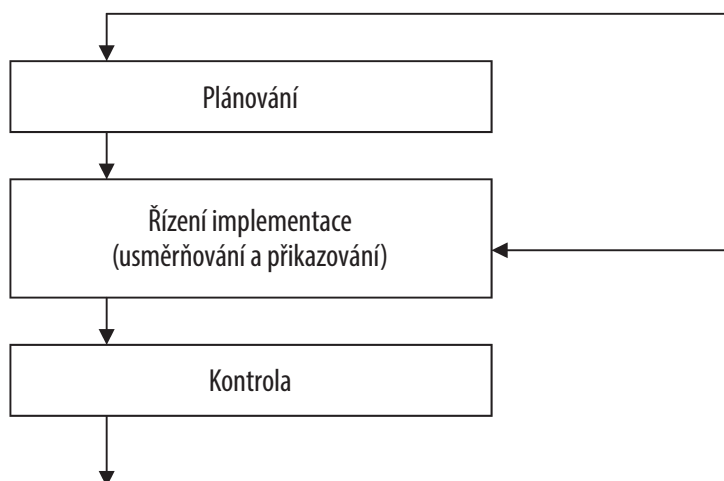 Plánování
Řízení implementace
(usměrňování a přikazování)
Kontrola